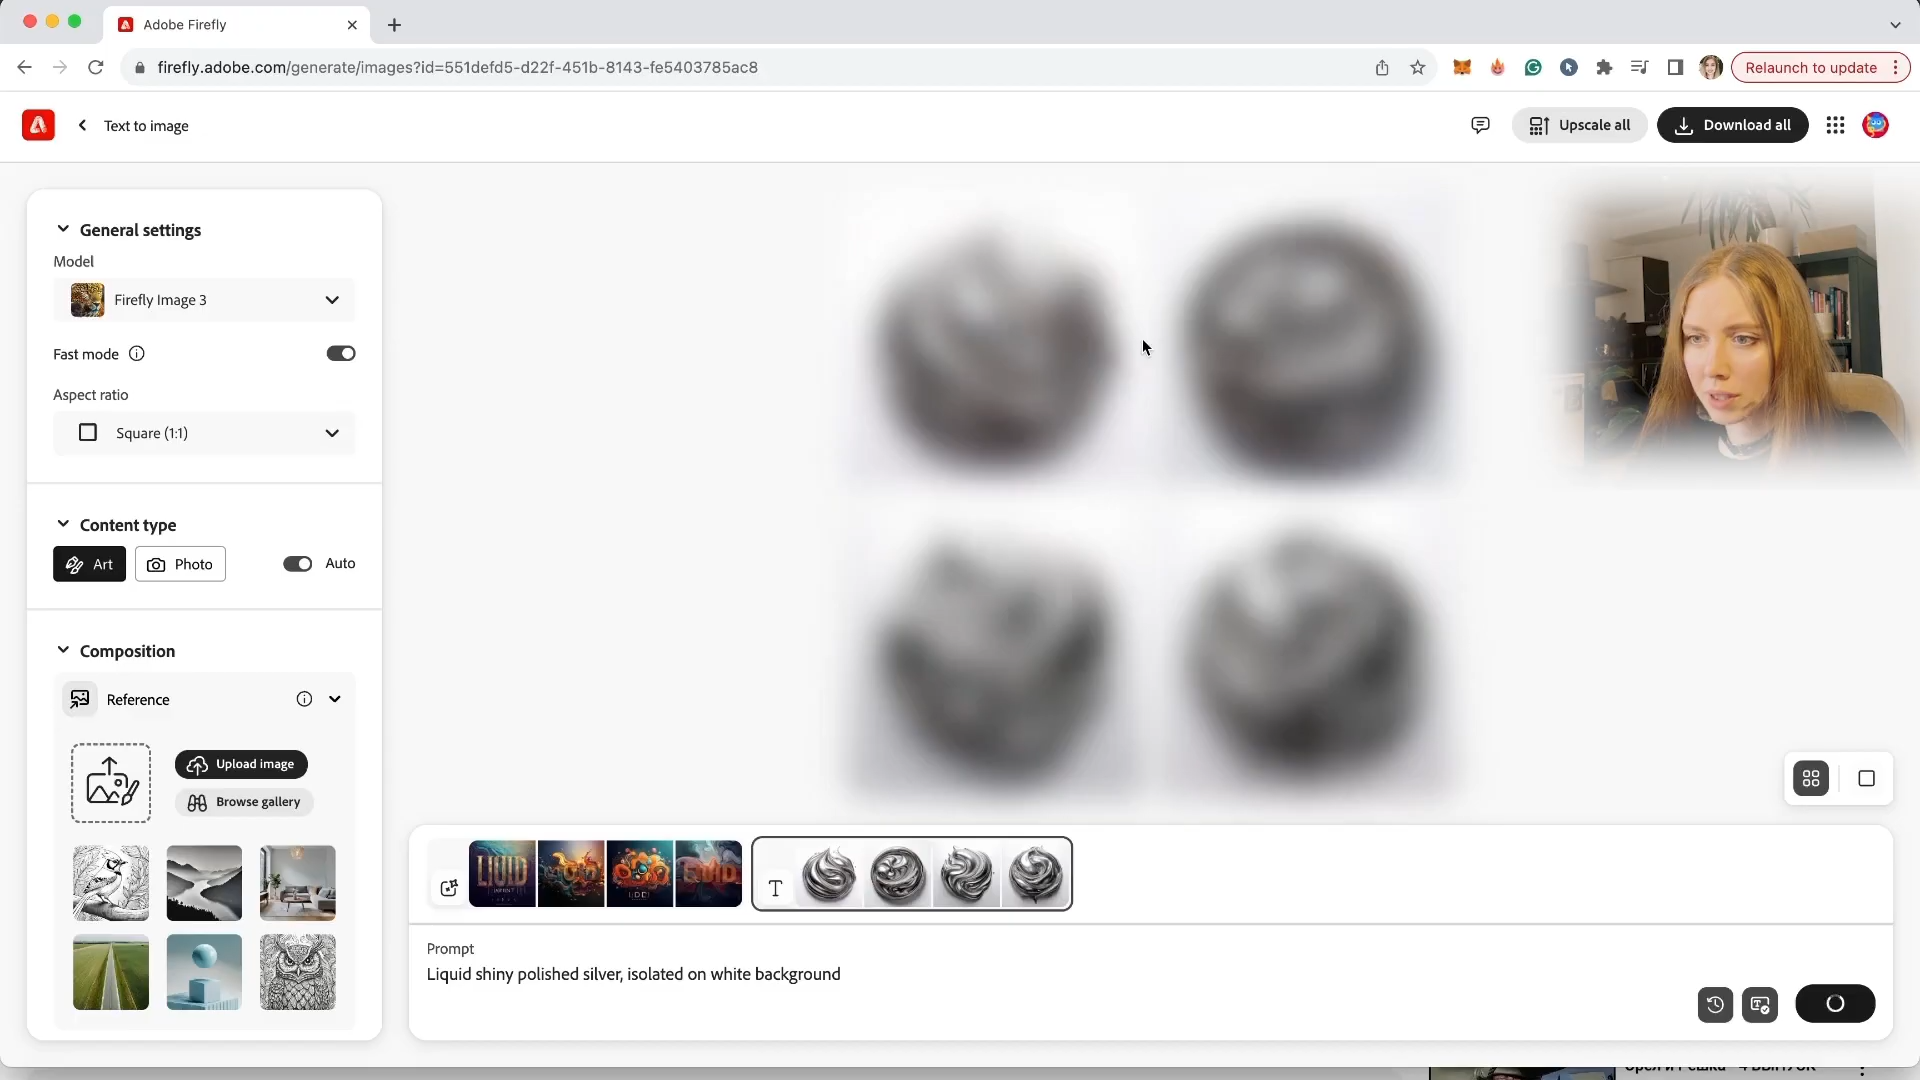 Adobe Firefly
firefly.adobe.com/generate/images?id=551defd5-d22f-451b-8143-fe5403785ac8
Relaunch to update
Text to image
Upscale all
Download all
General settings
Model
Firefly Image 3
Fast mode
Aspect ratio
Square (1:1)
Content type
Art
Photo
Auto
Composition
Reference
Upload image
Browse gallery
LIQUID
Prompt
Liquid shiny polished silver, isolated on white background